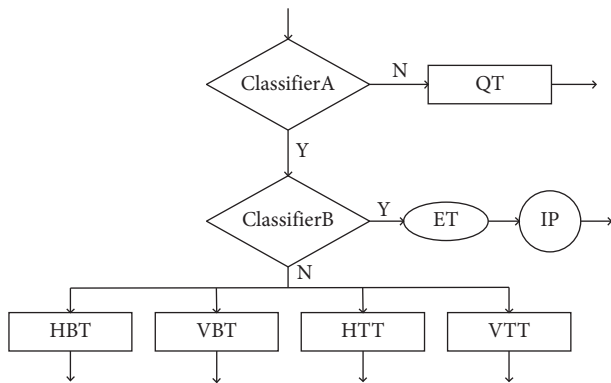 ClassifierA
N
QT
Y
ClassifierB
Y
ET
IP
N
HBT
VBT
HTT
VTT